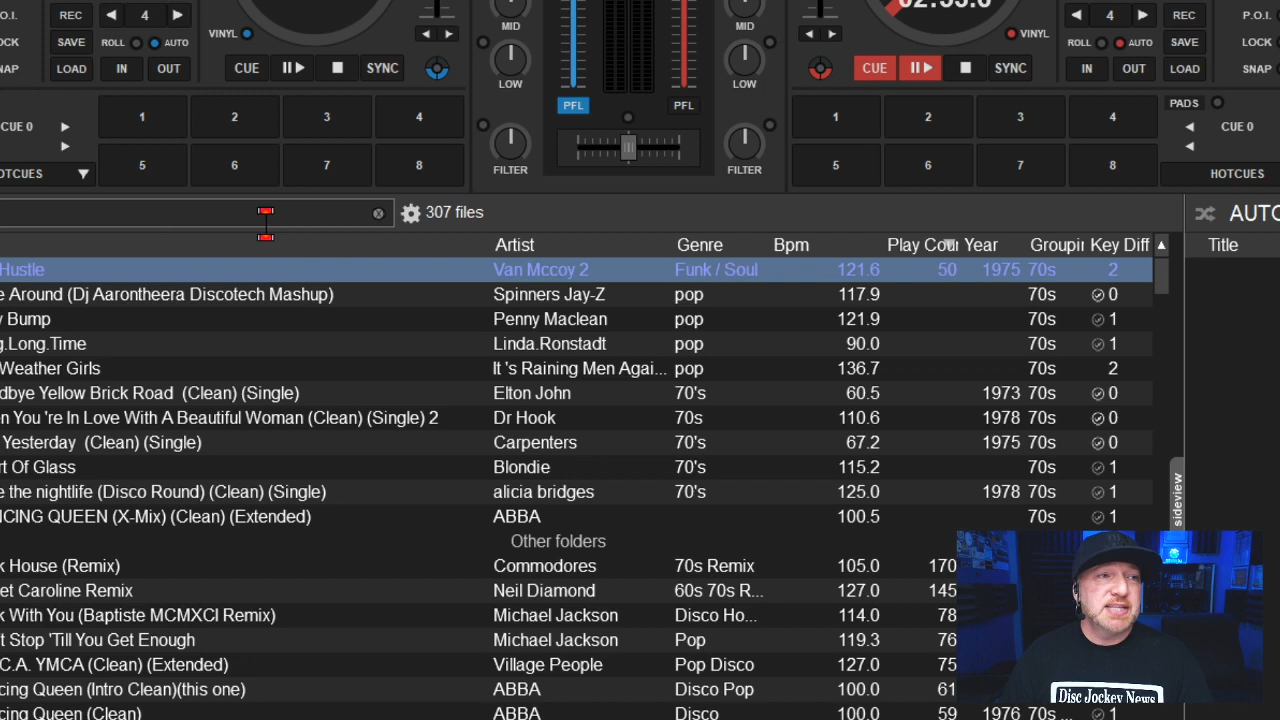 P.O.I. REC 4 02:53.6 4 REC P.O.I.
MID MID
VINYL VINYL
LOCK SAVE ROLL AUTO ROLL AUTO SAVE LOCK
SNAP LOAD IN OUT CUE SYNC LOW LOW CUE SYNC IN OUT LOAD SNAP
PFL PFL
PADS
CUE 0 1 2 3 4 1 2 3 4 CUE 0
5 6 7 8 FILTER FILTER 5 6 7 8
OTCUES HOTCUES
307 files AUTO
Artist Genre Bpm Play Cour Year Groupin Key Diff Title
Hustle Van Mccoy 2 Funk / Soul 121.6 50 1975 70s 2
e Around (Dj Aarontheera Discotech Mashup) Spinners Jay-Z pop 117.9 70s 0
y Bump Penny Maclean pop 121.9 70s 1
g.Long.Time Linda.Ronstadt pop 90.0 70s 1
Weather Girls It 's Raining Men Agai... pop 136.7 70s 2
dbye Yellow Brick Road (Clean) (Single) Elton John 70's 60.5 1973 70s 0
n You 're In Love With A Beautiful Woman (Clean) (Single) 2 Dr Hook 70s 110.6 1978 70s 0
Yesterday (Clean) (Single) Carpenters 70's 67.2 1975 70s 0
rt Of Glass Blondie 70's 115.2 70s 1
e the nightlife (Disco Round) (Clean) (Single) alicia bridges 70's 125.0 1978 70s 1
NCING QUEEN (X-Mix) (Clean) (Extended) ABBA 100.5 70s 1
sideview
Other folders
k House (Remix) Commodores 70s Remix 105.0 170
et Caroline Remix Neil Diamond 60s 70s R... 127.0 145
k With You (Baptiste MCMXCI Remix) Michael Jackson Disco Ho... 114.0 78
't Stop 'Till You Get Enough Michael Jackson Pop 119.3 76
.C.A. YMCA (Clean) (Extended) Village People Pop Disco 127.0 75
cing Queen (Intro Clean)(this one) ABBA Disco Pop 100.0 61
cing Queen (Clean) ABBA Disco 100.0 59 1976 70s ... 1
Disc Jockey News